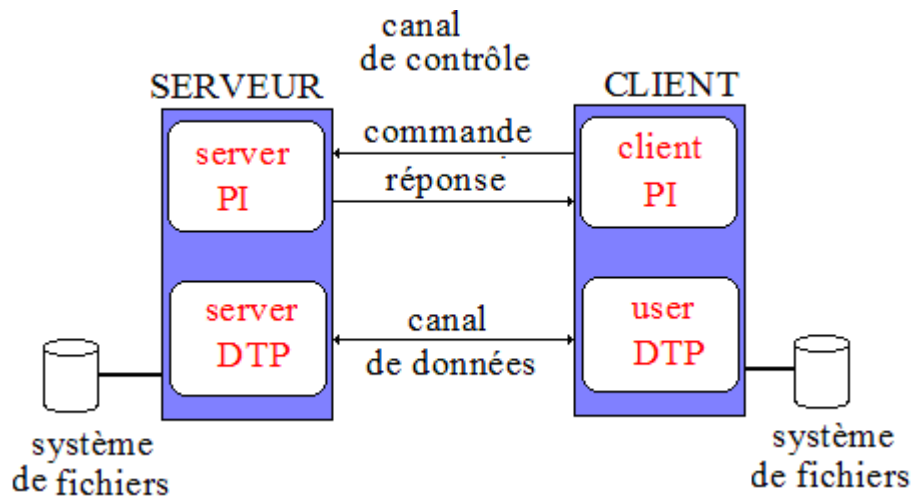 canal
de contrôle
SERVEUR
CLIENT
commande
server
PI
client
PI
réponse
server
DTP
user
DTP
canal
de données
système
de fichiers
système
de fichiers